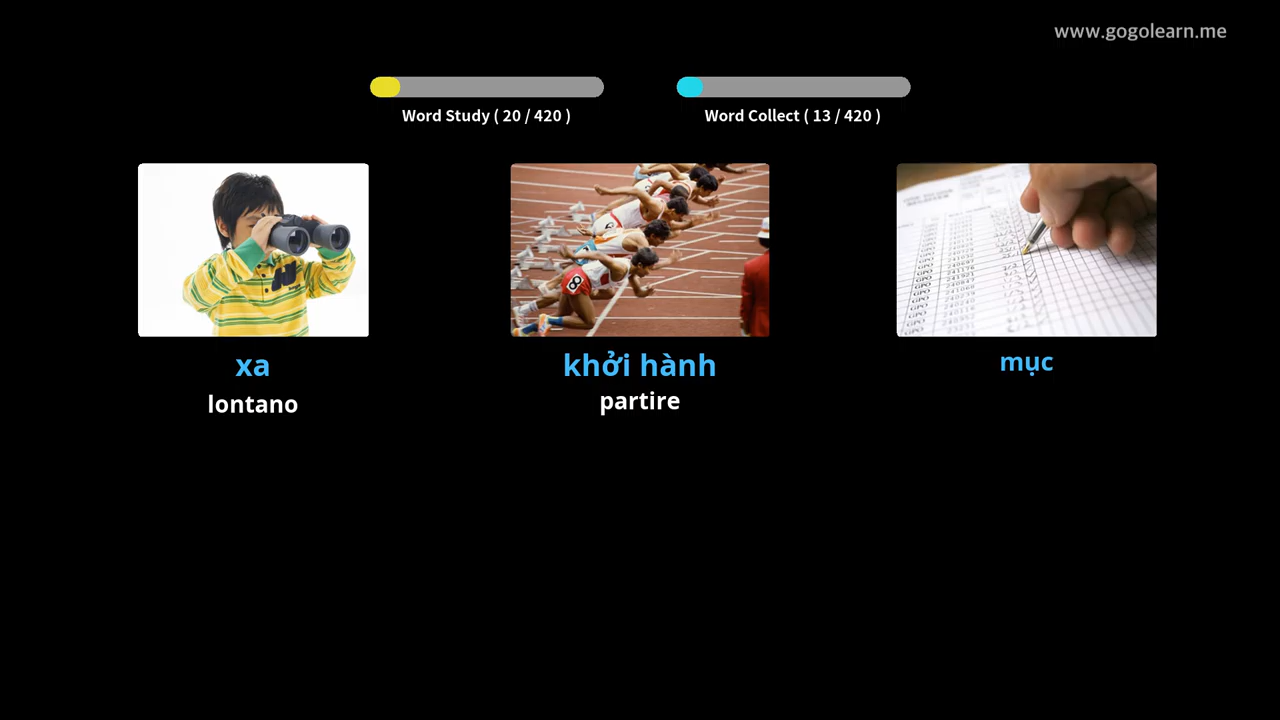 www.gogolearn.me
Word Study ( 20 / 420 )
Word Collect ( 13 / 420 )
xa
lontano
khởi hành
partire
mục